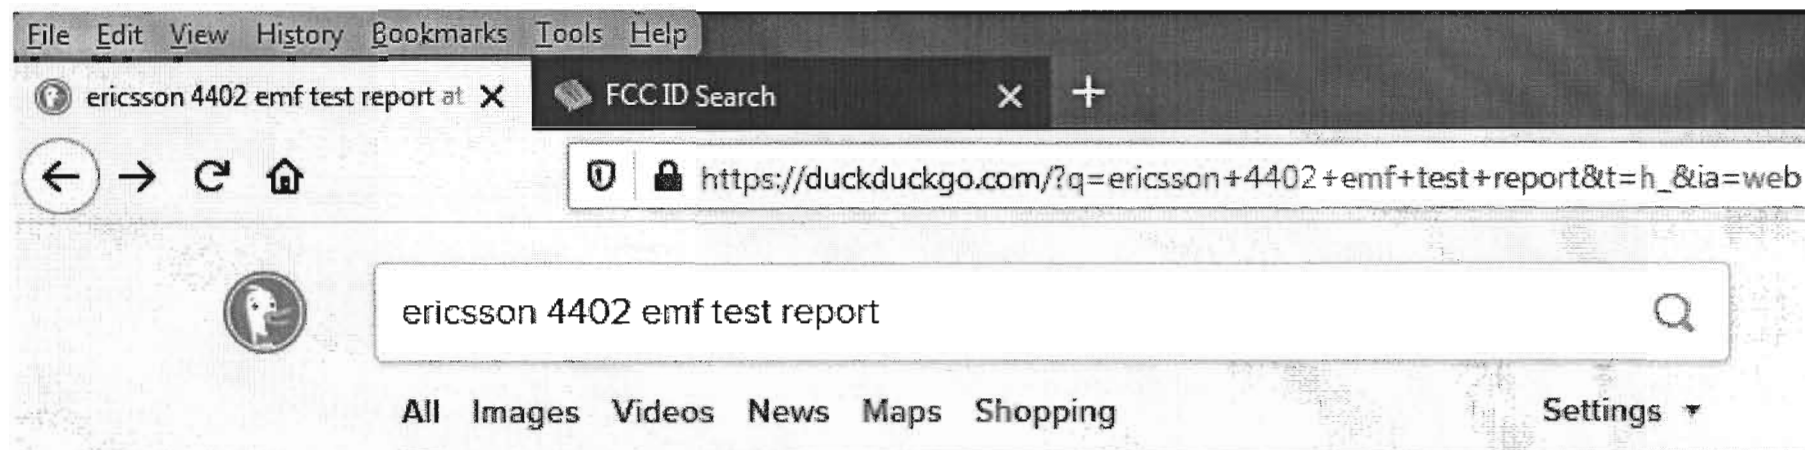 File Edit View History Bookmarks Tools Help
ericsson 4402 emf test report at FCC ID Search
https://duckduckgo.com/?q=ericsson+4402+emf+test+report&t=h_&ia=web
ericsson 4402 emf test report
All Images Videos News Maps Shopping Settings